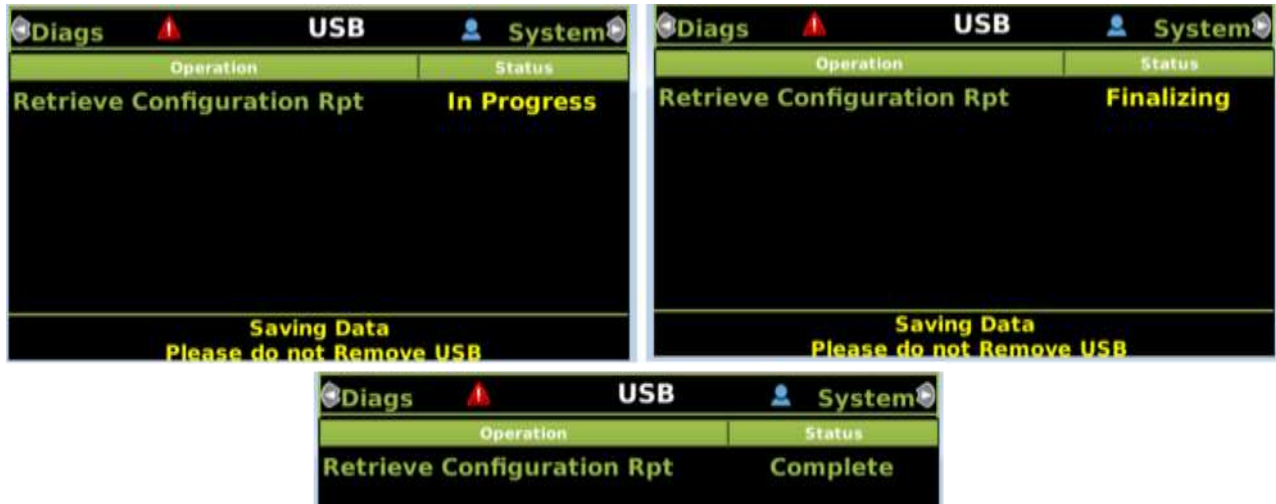 Diags USB System
Operation Status
Retrieve Configuration Rpt In Progress
Saving Data
Please do not Remove USB
Diags USB System
Operation Status
Retrieve Configuration Rpt Finalizing
Saving Data
Please do not Remove USB
Diags USB System
Operation Status
Retrieve Configuration Rpt Complete